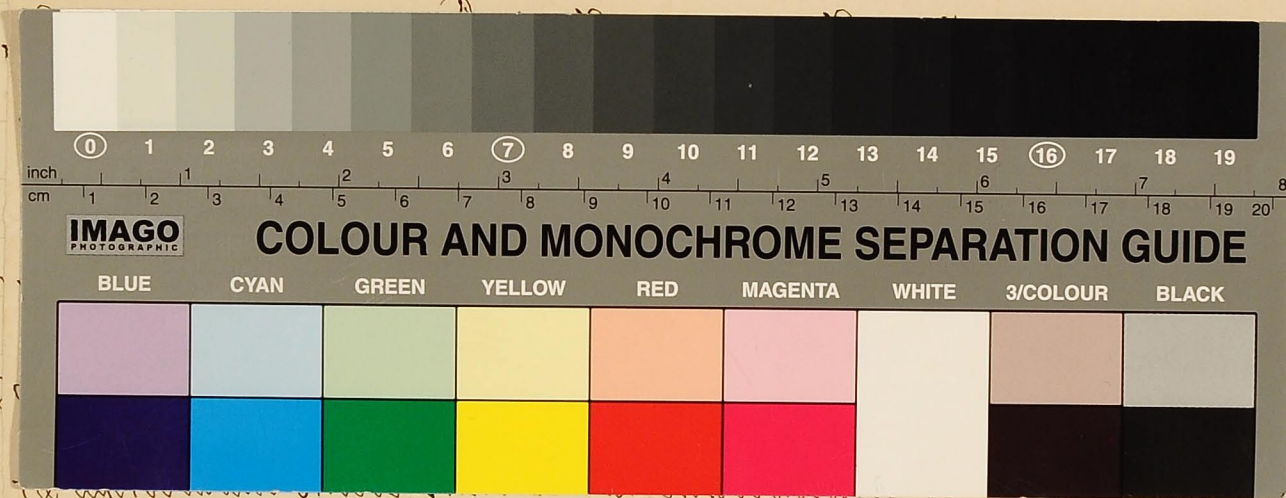 0 1 2 3 4 5 6 7 8 9 10 11 12 13 14 15 16 17 18 19
inch 1 2 3 4 5 6 7 8
cm 1 2 3 4 5 6 7 8 9 10 11 12 13 14 15 16 17 18 19 20
IMAGO
PHOTOGRAPHIC
COLOUR AND MONOCHROME SEPARATION GUIDE
BLUE CYAN GREEN YELLOW RED MAGENTA WHITE 3/COLOUR BLACK